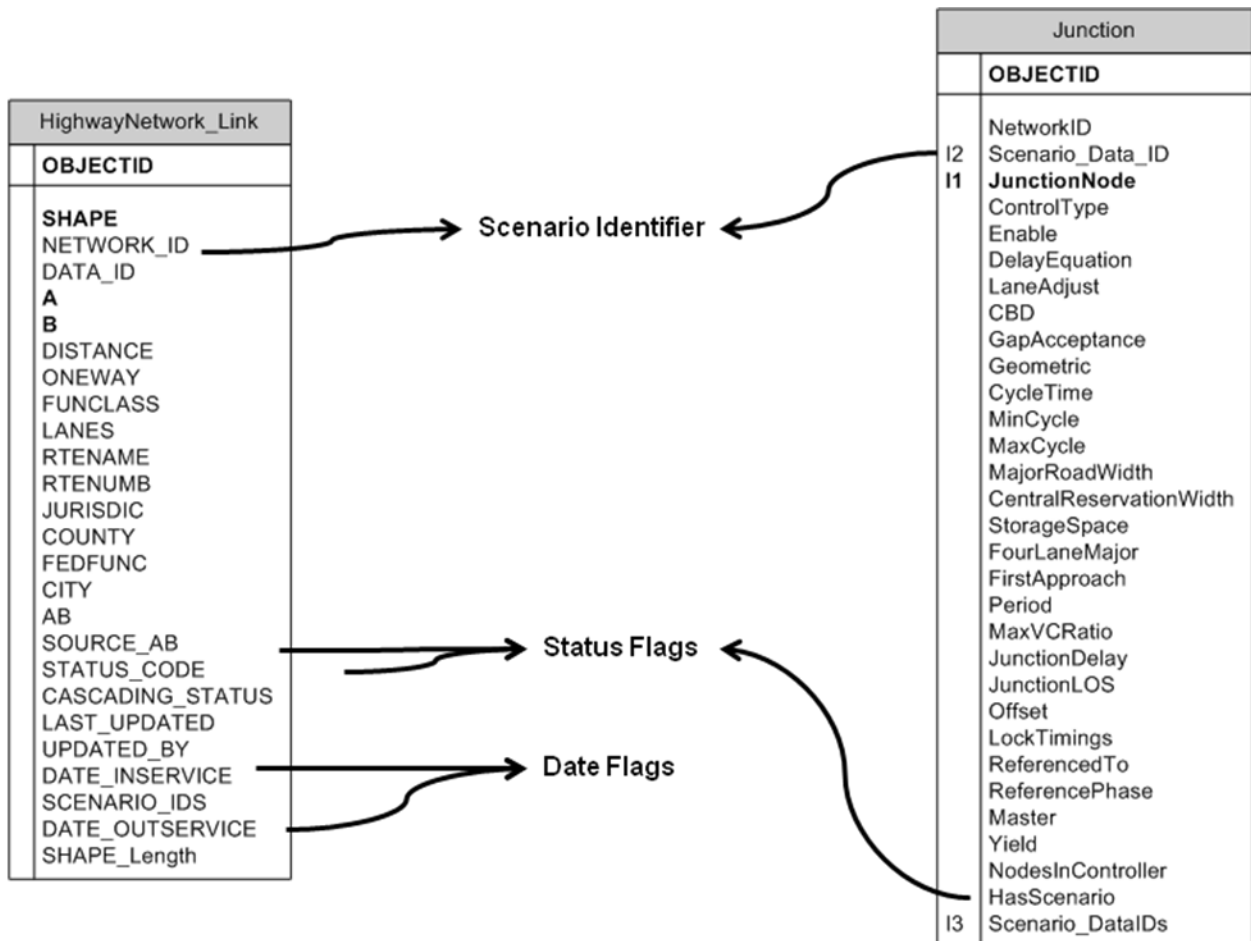 HighwayNetwork_Link
OBJECTID
SHAPE
NETWORK_ID
DATA_ID
A
B
DISTANCE
ONEWAY
FUNCLASS
LANES
RTENAME
RTENUMB
JURISDIC
COUNTY
FEDFUNC
CITY
AB
SOURCE_AB
STATUS_CODE
CASCADING_STATUS
LAST_UPDATED
UPDATED_BY
DATE_INSERVICE
SCENARIO_IDS
DATE_OUTSERVICE
SHAPE_Length
Scenario Identifier
Status Flags
Date Flags
Junction
OBJECTID
NetworkID
I2 Scenario_Data_ID
I1 JunctionNode
ControlType
Enable
DelayEquation
LaneAdjust
CBD
GapAcceptance
Geometric
CycleTime
MinCycle
MaxCycle
MajorRoadWidth
CentralReservationWidth
StorageSpace
FourLaneMajor
FirstApproach
Period
MaxVCRatio
JunctionDelay
JunctionLOS
Offset
LockTimings
ReferencedTo
ReferencePhase
Master
Yield
NodesInController
HasScenario
I3 Scenario_DataIDs